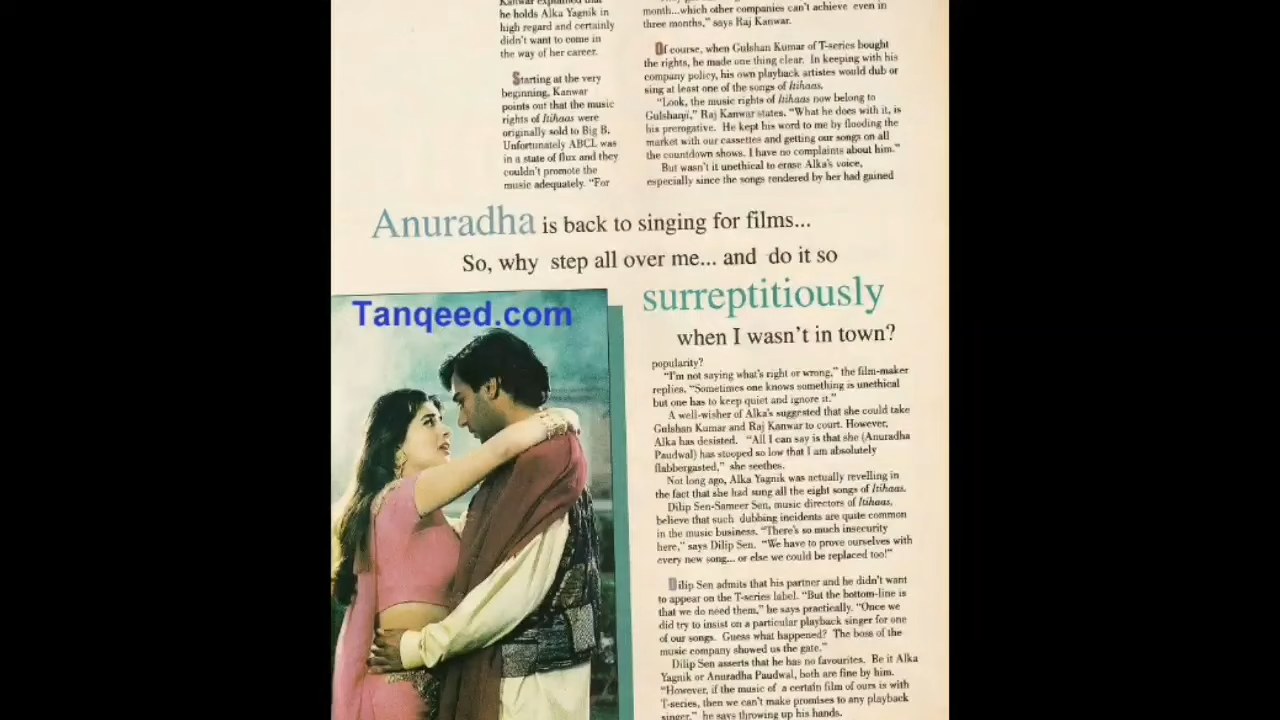 Kanwar explained that
he holds Alka Yagnik in
high regard and certainly
didn't want to come in
the way of her career.
Starting at the very
beginning, Kanwar
points out that the music
rights of Itihaas were
originally sold to Big B.
Unfortunately ABCL was
in a state of flux and they
couldn't promote the
music adequately. "For
month...which other companies can't achieve even in
three months," says Raj Kanwar.
Of course, when Gulshan Kumar of T-series bought
the rights, he made one thing clear. In keeping with his
company policy, his own playback artistes would dub or
sing at least one of the songs of Itihaas.
"Look, the music rights of Itihaas now belong to
Gulshanji," Raj Kanwar states. "What he does with it, is
his prerogative. He kept his word to me by flooding the
market with our cassettes and getting our songs on all
the countdown shows. I have no complaints about him."
But wasn't it unethical to erase Alka's voice,
especially since the songs rendered by her had gained
Anuradha is back to singing for films...
So, why step all over me... and do it so
surreptitiously
when I wasn't in town?
Tanqeed.com
popularity?
"I'm not saying what's right or wrong," the film-maker
replies. "Sometimes one knows something is unethical
but one has to keep quiet and ignore it."
A well-wisher of Alka's suggested that she could take
Gulshan Kumar and Raj Kanwar to court. However,
Alka has desisted. "All I can say is that she (Anuradha
Paudwal) has stooped so low that I am absolutely
flabbergasted," she seethes.
Not long ago, Alka Yagnik was actually revelling in
the fact that she had sung all the eight songs of Itihaas.
Dilip Sen-Sameer Sen, music directors of Itihaas,
believe that such dubbing incidents are quite common
in the music business. "There's so much insecurity
here," says Dilip Sen. "We have to prove ourselves with
every new song... or else we could be replaced too!"
Dilip Sen admits that his partner and he didn't want
to appear on the T-series label. "But the bottom-line is
that we do need them," he says practically. "Once we
did try to insist on a particular playback singer for one
of our songs. Guess what happened? The boss of the
music company showed us the gate."
Dilip Sen asserts that he has no favourites. Be it Alka
Yagnik or Anuradha Paudwal, both are fine by him.
"However, if the music of a certain film of ours is with
T-series, then we can't make promises to any playback
singer," he says throwing up his hands.